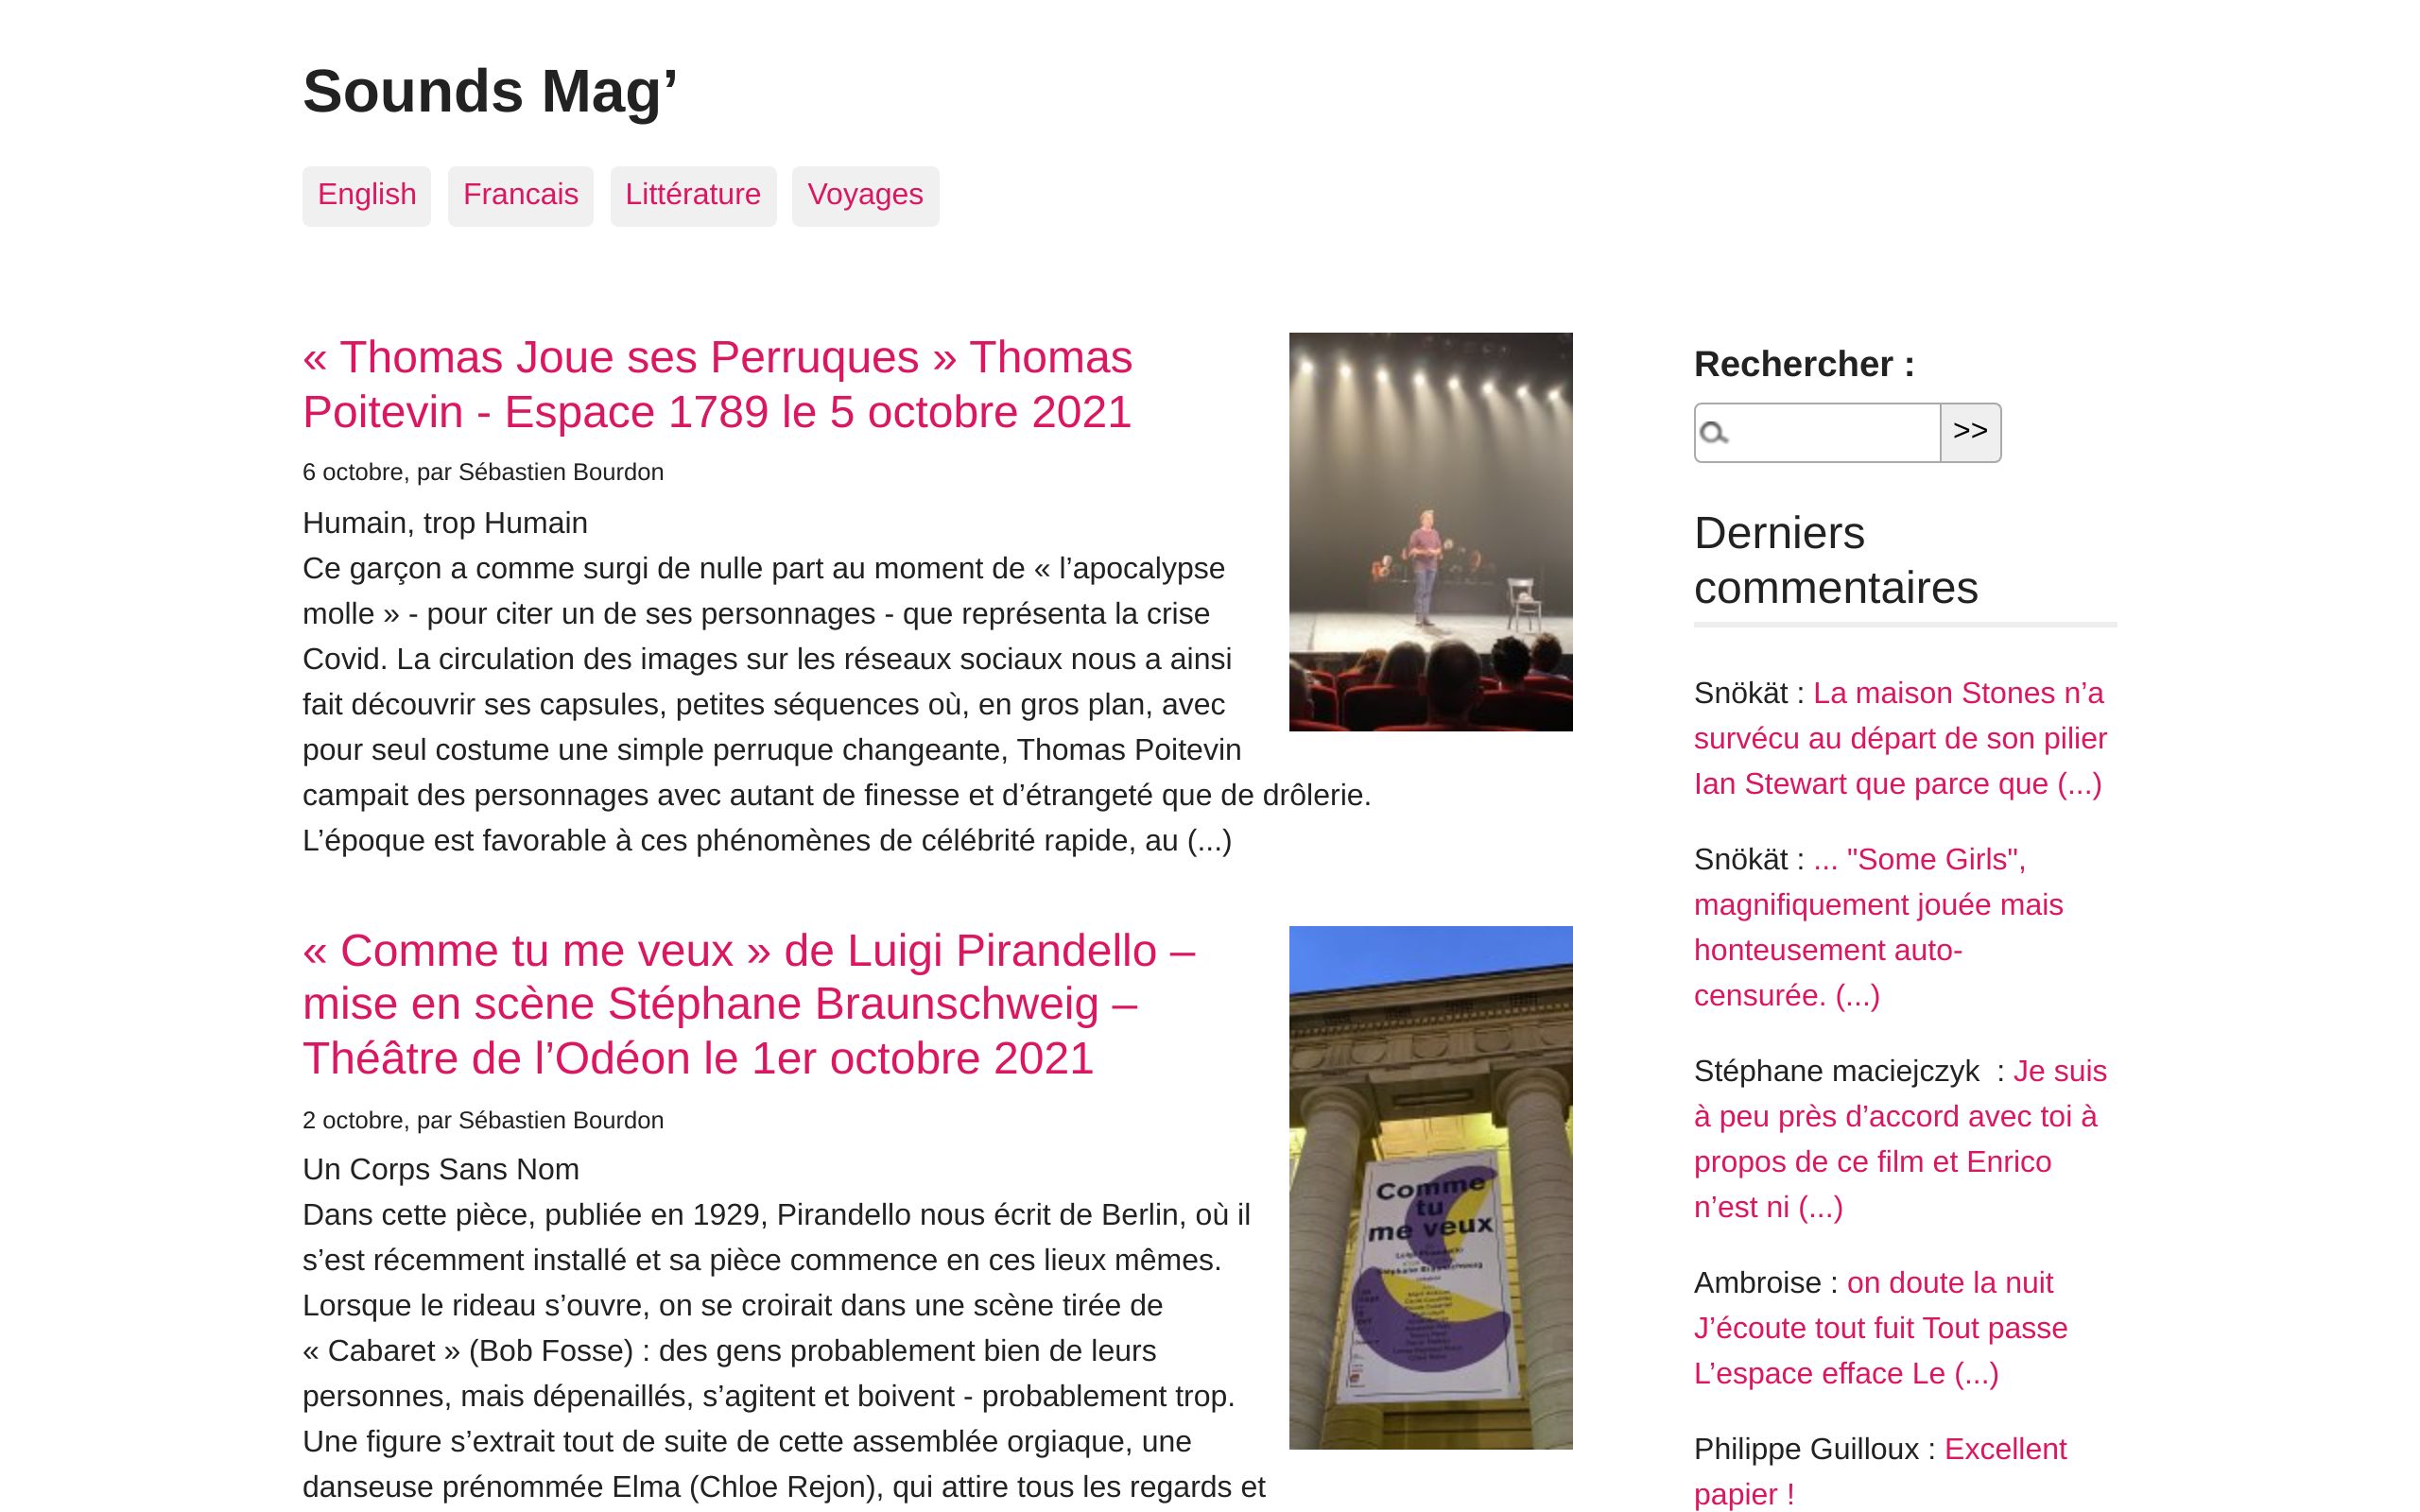 Sounds Mag’
English
Francais
Littérature
Voyages
« Thomas Joue ses Perruques » Thomas
Poitevin - Espace 1789 le 5 octobre 2021
6 octobre, par Sébastien Bourdon
Humain, trop Humain
Ce garçon a comme surgi de nulle part au moment de « l’apocalypse
molle » - pour citer un de ses personnages - que représenta la crise
Covid. La circulation des images sur les réseaux sociaux nous a ainsi
fait découvrir ses capsules, petites séquences où, en gros plan, avec
pour seul costume une simple perruque changeante, Thomas Poitevin
campait des personnages avec autant de finesse et d’étrangeté que de drôlerie.
L’époque est favorable à ces phénomènes de célébrité rapide, au (...)
« Comme tu me veux » de Luigi Pirandello –
mise en scène Stéphane Braunschweig –
Théâtre de l’Odéon le 1er octobre 2021
2 octobre, par Sébastien Bourdon
Un Corps Sans Nom
Dans cette pièce, publiée en 1929, Pirandello nous écrit de Berlin, où il
s’est récemment installé et sa pièce commence en ces lieux mêmes.
Lorsque le rideau s’ouvre, on se croirait dans une scène tirée de
« Cabaret » (Bob Fosse) : des gens probablement bien de leurs
personnes, mais dépenaillés, s’agitent et boivent - probablement trop.
Une figure s’extrait tout de suite de cette assemblée orgiaque, une
danseuse prénommée Elma (Chloe Rejon), qui attire tous les regards et
Comme
tu
me veux
Luigi Pirandello
Stéphane Braunschweig
Rechercher :
>>
Derniers
commentaires
Snökät : La maison Stones n’a
survécu au départ de son pilier
Ian Stewart que parce que (...)
Snökät : ... "Some Girls",
magnifiquement jouée mais
honteusement auto-
censurée. (...)
Stéphane maciejczyk  : Je suis
à peu près d’accord avec toi à
propos de ce film et Enrico
n’est ni (...)
Ambroise : on doute la nuit
J’écoute tout fuit Tout passe
L’espace efface Le (...)
Philippe Guilloux : Excellent
papier !